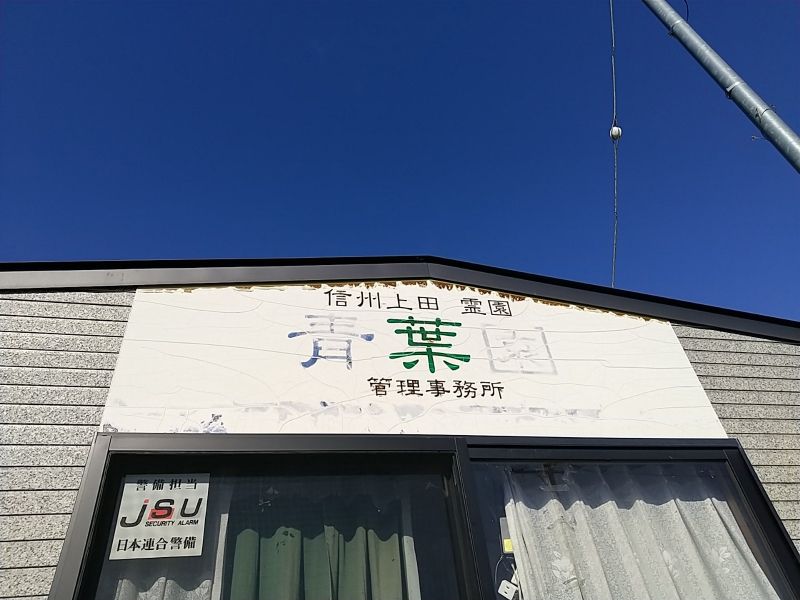 信州上田 霊園
青葉園
管理事務所
警備担当
JSU
SECURITY ALARM
日本連合警備